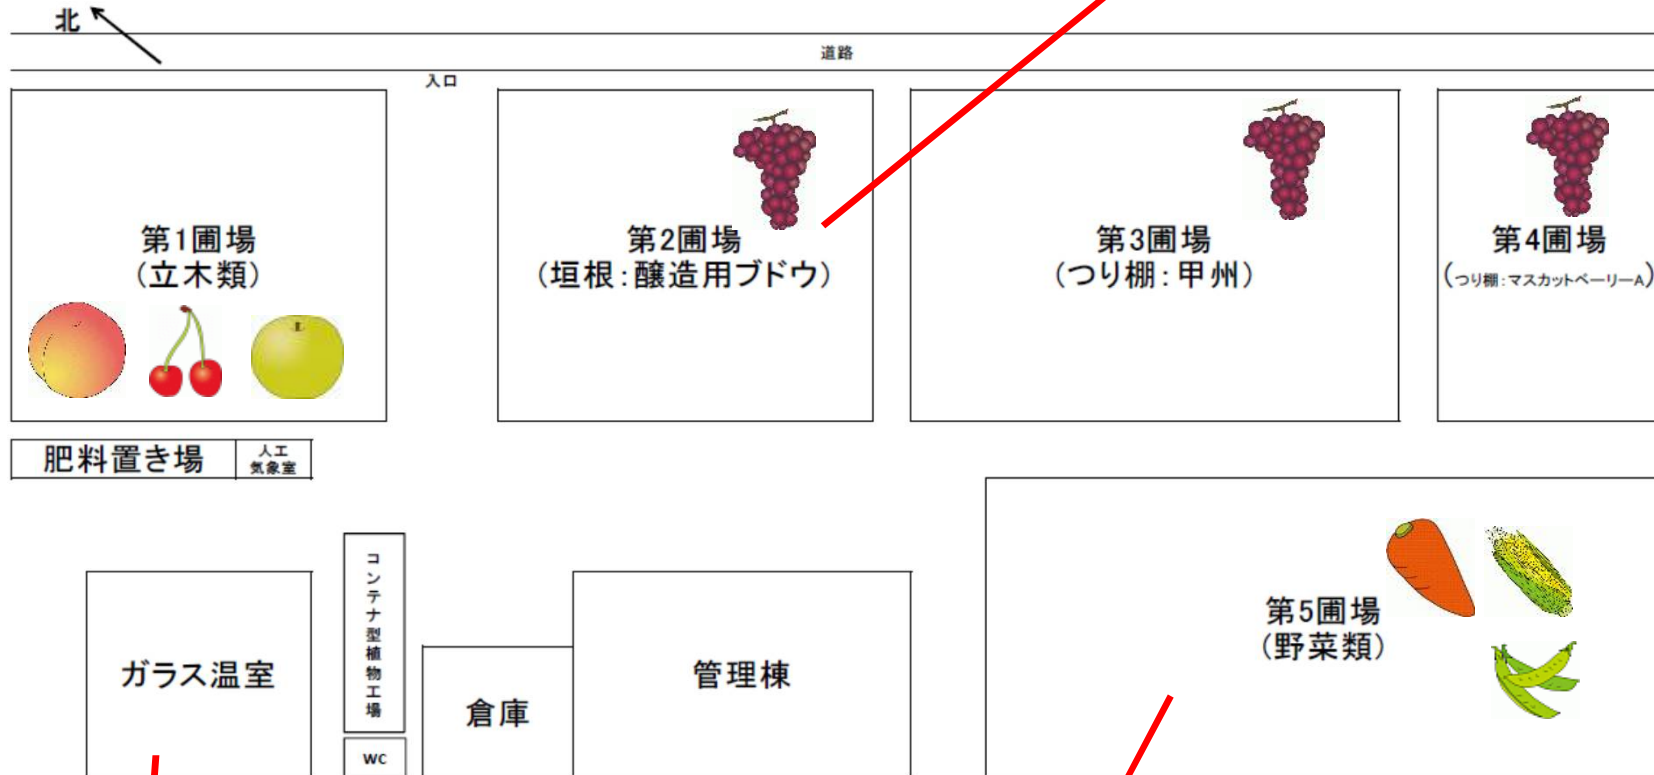 北
道路
入口
第1圃場
(立木類)
第2圃場
(垣根:醸造用ブドウ)
第3圃場
(つり棚:甲州)
第4圃場
(つり棚:マスカットベーリーA)
肥料置き場
人工
気象室
コンテナ型植物工場
ガラス温室
倉庫
管理棟
第5圃場
(野菜類)
WC